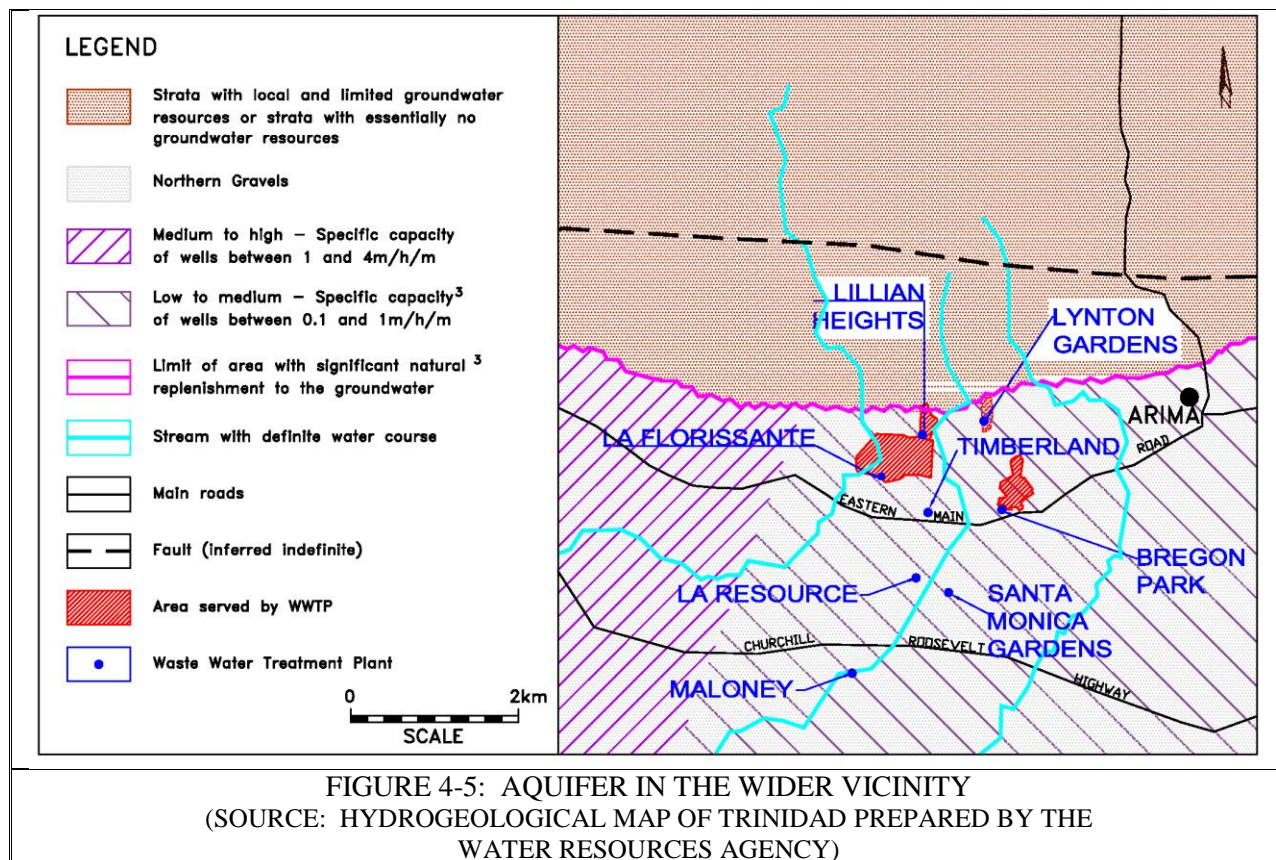 LEGEND
Strata with local and limited groundwater
resources or strata with essentially no
groundwater resources
Northern Gravels
Medium to high – Specific capacity
of wells between 1 and 4m/h/m
Low to medium – Specific capacity³
of wells between 0.1 and 1m/h/m
Limit of area with significant natural ³
replenishment to the groundwater
Stream with definite water course
Main roads
Fault (inferred indefinite)
Area served by WWTP
Waste Water Treatment Plant
0 2km
SCALE
LILLIAN
HEIGHTS
LYNTON
GARDENS
ARIMA
LA FLORISSANTE
TIMBERLAND
EASTERN MAIN ROAD
BREGON
PARK
LA RESOURCE
SANTA
MONICA
GARDENS
CHURCHILL ROOSEVELT HIGHWAY
MALONEY
FIGURE 4-5: AQUIFER IN THE WIDER VICINITY
(SOURCE: HYDROGEOLOGICAL MAP OF TRINIDAD PREPARED BY THE
WATER RESOURCES AGENCY)